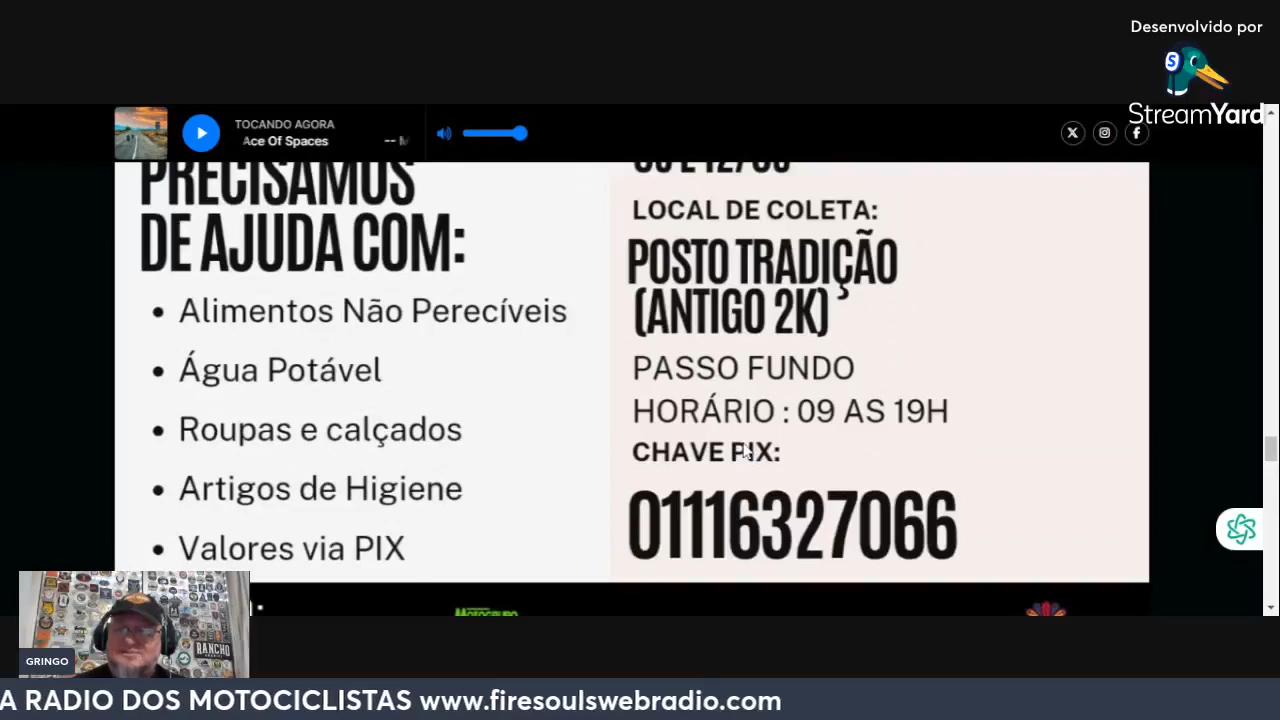 Desenvolvido por
StreamYard
TOCANDO AGORA
Ace Of Spaces
PRECISAMOS
DE AJUDA COM:
• Alimentos Não Perecíveis
• Água Potável
• Roupas e calçados
• Artigos de Higiene
• Valores via PIX
LOCAL DE COLETA:
POSTO TRADIÇÃO
(ANTIGO 2K)
PASSO FUNDO
HORÁRIO : 09 AS 19H
CHAVE PIX:
01116327066
RANCHO
GRINGO
A RADIO DOS MOTOCICLISTAS www.firesoulswebradio.com